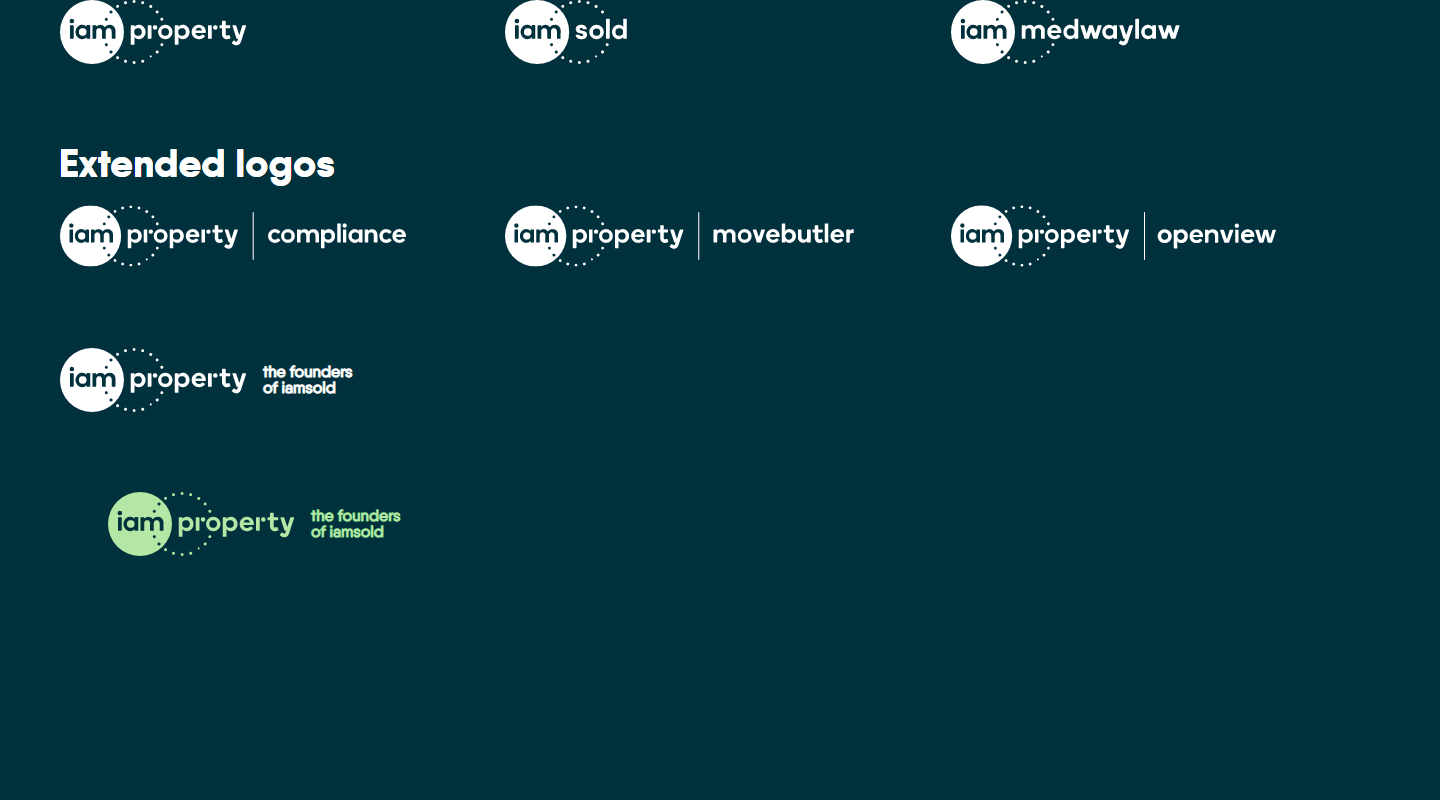 iam property
iam sold
iam medwaylaw
Extended logos
iam property | compliance
iam property | movebutler
iam property | openview
iam property the founders
of iamsold
iam property the founders
of iamsold